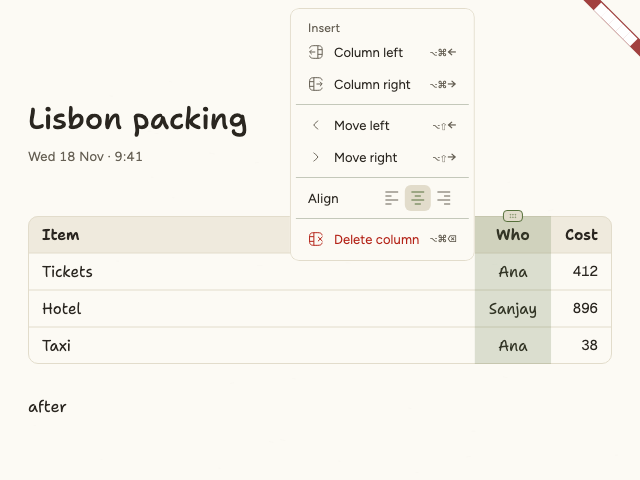 Insert
Column left ⌥⌘←
Column right ⌥⌘→
Move left ⌥⇧←
Move right ⌥⇧→
Align
Delete column ⌥⌘⌫
Lisbon packing
Wed 18 Nov · 9:41
Item Who Cost
Tickets Ana 412
Hotel Sanjay 896
Taxi Ana 38
after